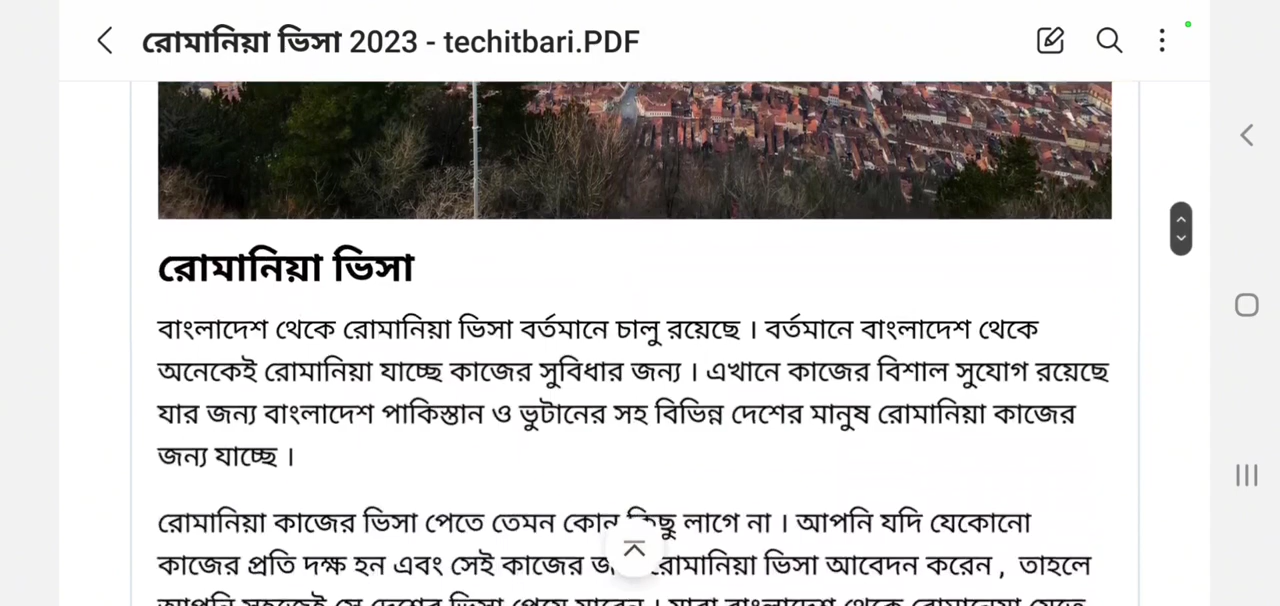 রোমানিয়া ভিসা 2023 - techitbari.PDF
রোমানিয়া ভিসা
বাংলাদেশ থেকে রোমানিয়া ভিসা বর্তমানে চালু রয়েছে । বর্তমানে বাংলাদেশ থেকে
অনেকেই রোমানিয়া যাচ্ছে কাজের সুবিধার জন্য । এখানে কাজের বিশাল সুযোগ রয়েছে
যার জন্য বাংলাদেশ পাকিস্তান ও ভুটানের সহ বিভিন্ন দেশের মানুষ রোমানিয়া কাজের
জন্য যাচ্ছে ।
রোমানিয়া কাজের ভিসা পেতে তেমন কোন কিছু লাগে না । আপনি যদি যেকোনো
কাজের প্রতি দক্ষ হন এবং সেই কাজের রোমানিয়া ভিসা আবেদন করেন , তাহলে